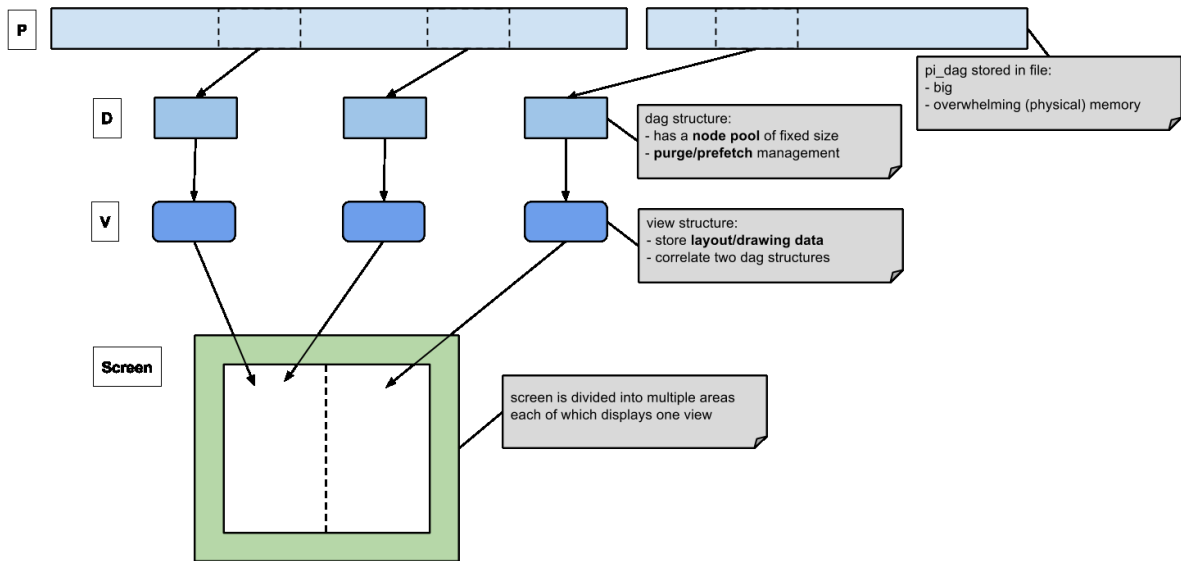 P
pi_dag stored in file:
- big
- overwhelming (physical) memory
D
dag structure:
- has a node pool of fixed size
- purge/prefetch management
V
view structure:
- store layout/drawing data
- correlate two dag structures
Screen
screen is divided into multiple areas
each of which displays one view